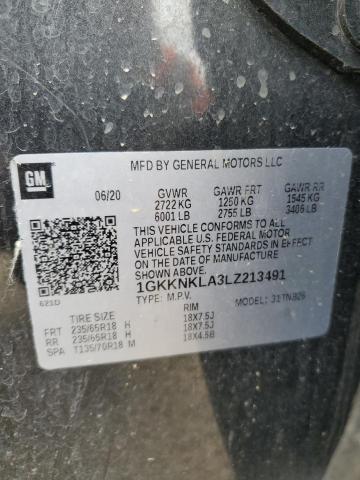 GM
MFD BY GENERAL MOTORS LLC
06/20 GVWR GAWR FRT GAWR RR
2722 KG 1250 KG 1545 KG
6001 LB 2755 LB 3406 LB
THIS VEHICLE CONFORMS TO ALL
APPLICABLE U.S. FEDERAL MOTOR
VEHICLE SAFETY STANDARDS IN EFFECT
ON THE DATE OF MANUFACTURE SHOWN ABOVE.
1GKKNKLA3LZ213491
621D TYPE: M.P.V. MODEL: 31TNB26
TIRE SIZE RIM
FRT 235/65R18 H 18X7.5J
RR 235/65R18 H 18X7.5J
SPA T135/70R18 M 18X4.5B